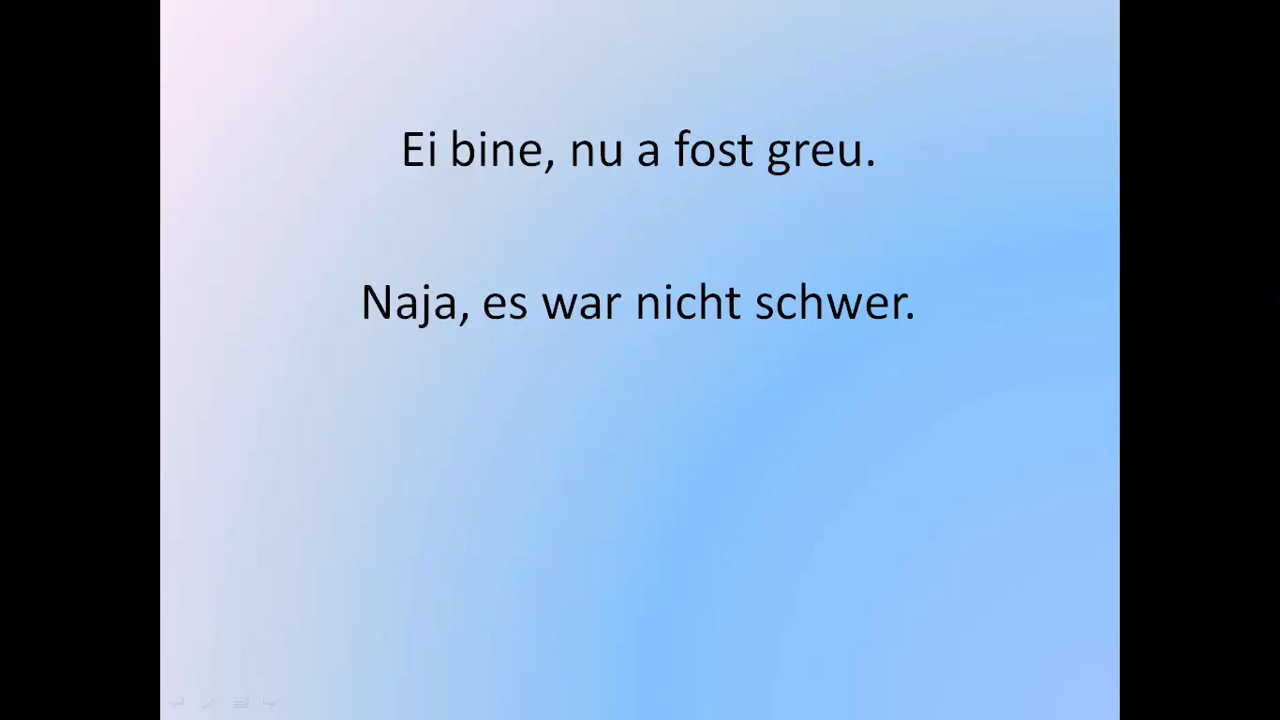 Ei bine, nu a fost greu.
Naja, es war nicht schwer.